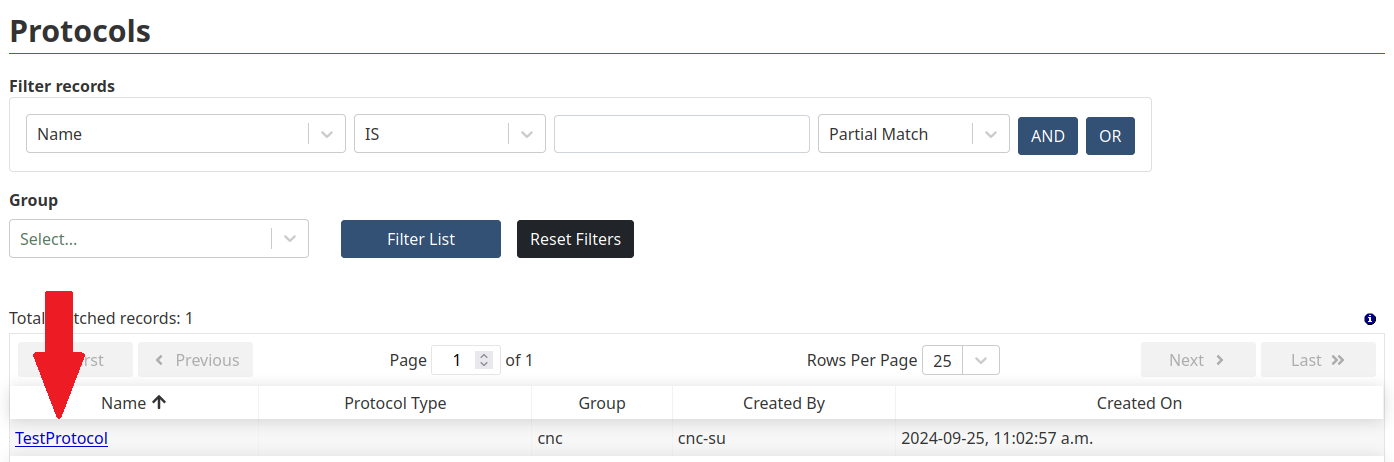 Protocols
Filter records
Name IS Partial Match AND OR
Group
Select... Filter List Reset Filters
Total tched records: 1
rst Previous Page 1 of 1 Rows Per Page 25 Next Last
Name Protocol Type Group Created By Created On
TestProtocol cnc cnc-su 2024-09-25, 11:02:57 a.m.